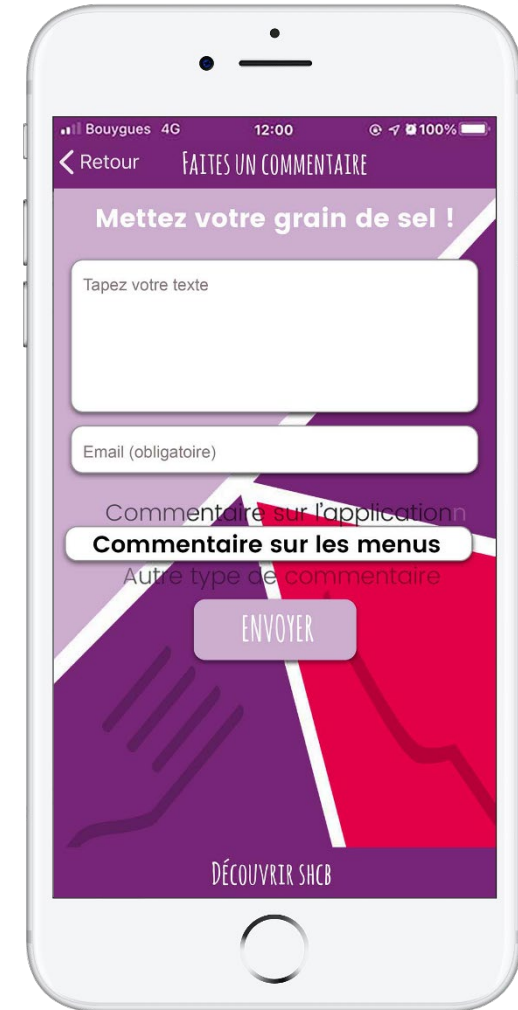 Bouygues 4G 12:00 100%
Retour FAITES UN COMMENTAIRE
Mettez votre grain de sel !
Tapez votre texte
Email (obligatoire)
Commentaire sur l'applicationn
Commentaire sur les menus
Autre type de commentaire
ENVOYER
DÉCOUVRIR SHCB